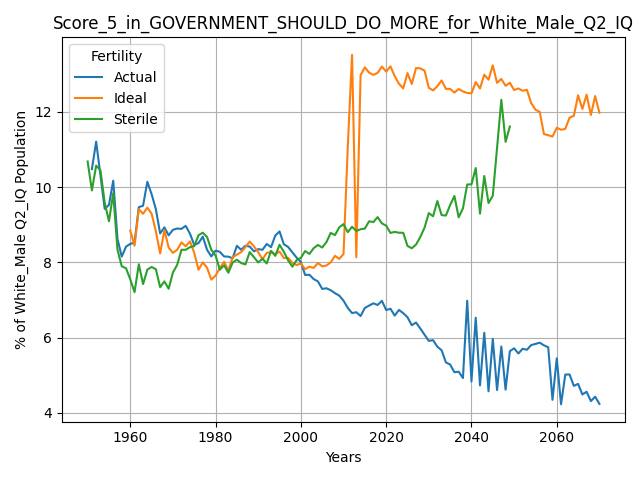 Score_5_in_GOVERNMENT_SHOULD_DO_MORE_for_White_Male_Q2_IQ
Fertility
Actual
Ideal
Sterile
% of White_Male Q2_IQ Population
12
10
8
6
4
1960
1980
2000
2020
2040
2060
Years